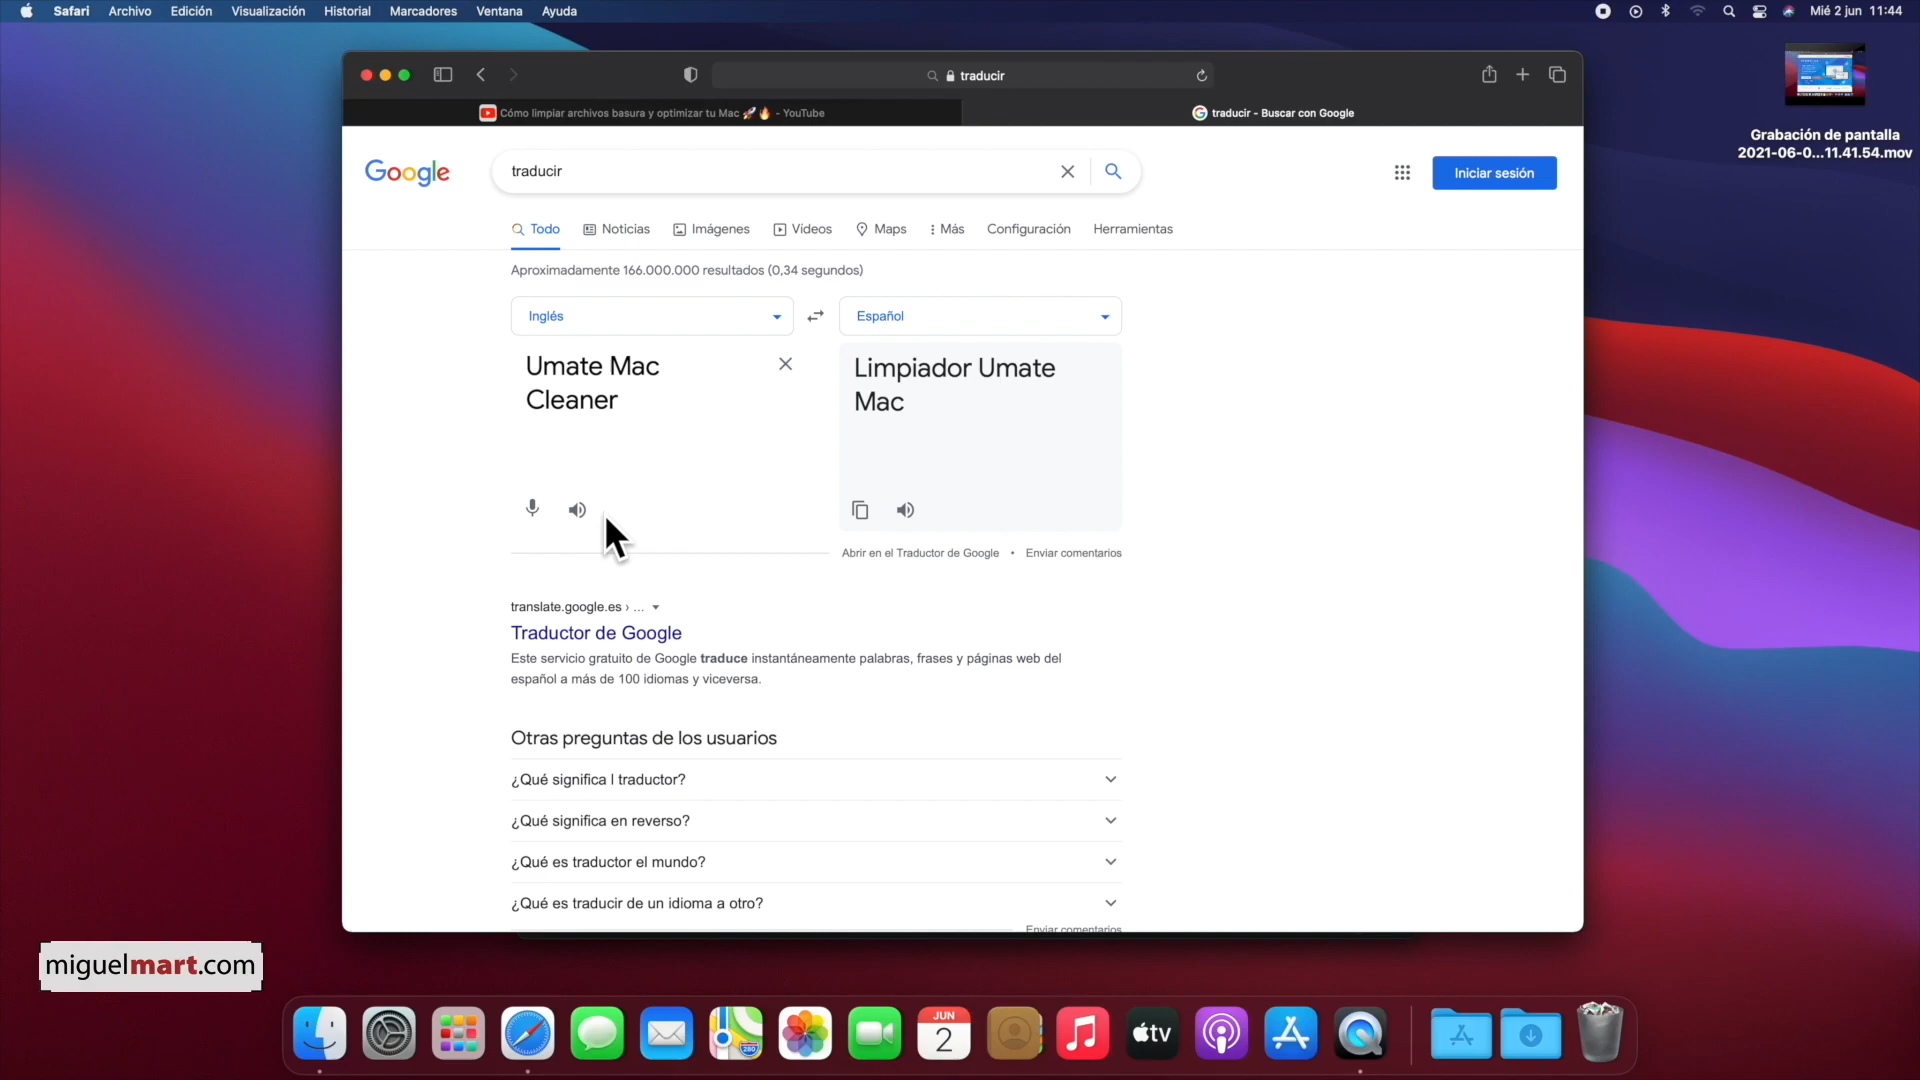 Safari Archivo Edición Visualización Historial Marcadores Ventana Ayuda Mié 2 jun 11:44
traducir
Cómo limpiar archivos basura y optimizar tu Mac 🚀🔥 - YouTube
traducir - Buscar con Google
Grabación de pantalla
2021-06-0...11.41.54.mov
Google traducir Iniciar sesión
Todo Noticias Imágenes Vídeos Maps Más Configuración Herramientas
Aproximadamente 166.000.000 resultados (0,34 segundos)
Inglés Español
Umate Mac
Cleaner
Limpiador Umate
Mac
Abrir en el Traductor de Google • Enviar comentarios
translate.google.es › ...
Traductor de Google
Este servicio gratuito de Google traduce instantáneamente palabras, frases y páginas web del
español a más de 100 idiomas y viceversa.
Otras preguntas de los usuarios
¿Qué significa l traductor?
¿Qué significa en reverso?
¿Qué es traductor el mundo?
¿Qué es traducir de un idioma a otro?
Enviar comentarios
miguelmart.com
280
JUN
2
tv